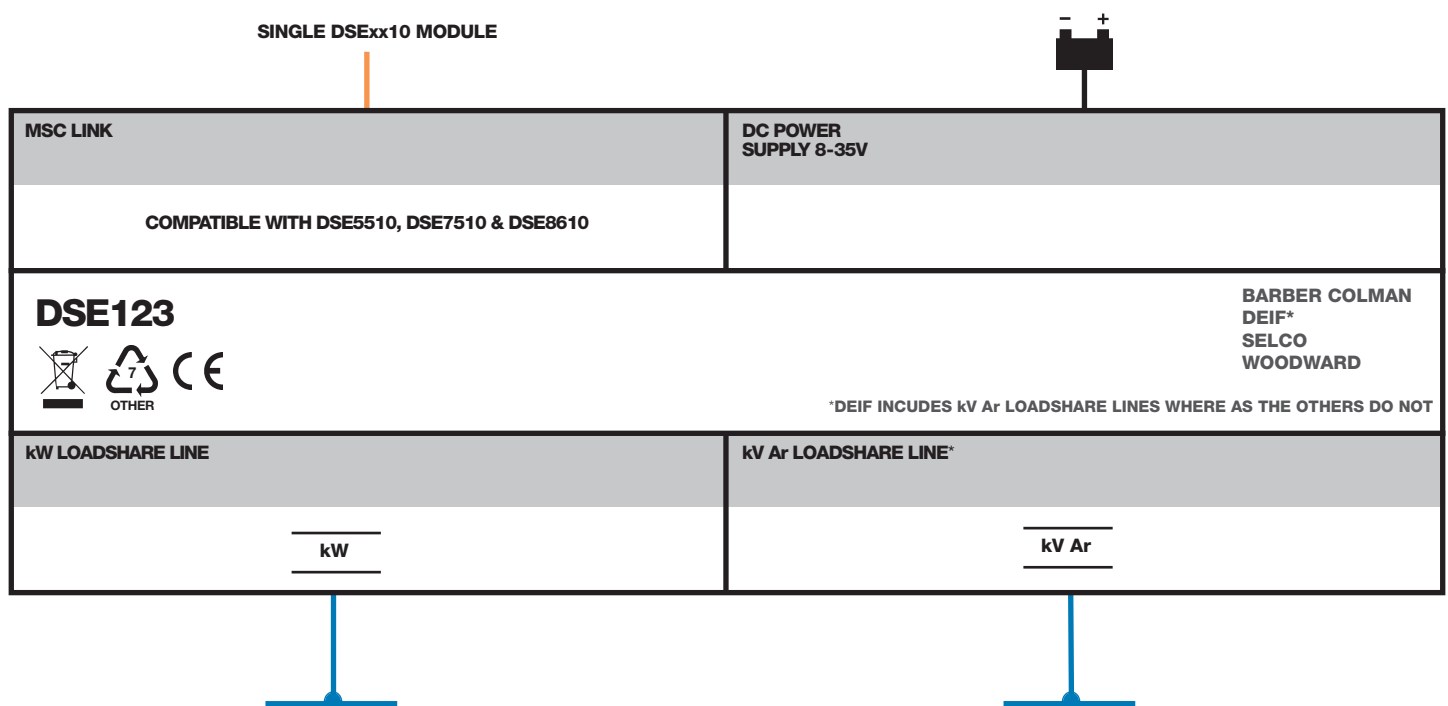 SINGLE DSExx10 MODULE
- +
MSC LINK
DC POWER
SUPPLY 8-35V
COMPATIBLE WITH DSE5510, DSE7510 & DSE8610
DSE123
7
OTHER
CE
BARBER COLMAN
DEIF*
SELCO
WOODWARD
*DEIF INCUDES kV Ar LOADSHARE LINES WHERE AS THE OTHERS DO NOT
kW LOADSHARE LINE
kV Ar LOADSHARE LINE*
kW
kV Ar